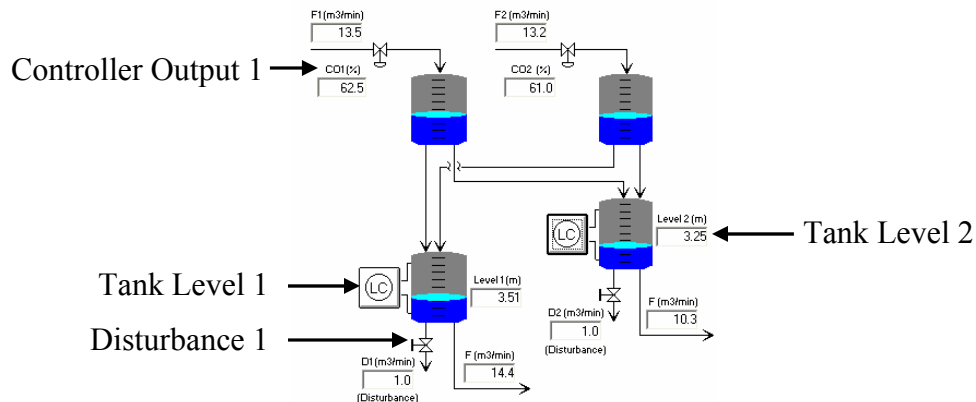 F1 (m3/min)
13.5
F2 (m3/min)
13.2
Controller Output 1
CO1(%)
62.5
CO2 (%)
61.0
LC
Level 2 (m)
3.25
Tank Level 2
Tank Level 1
LC
Level 1 (m)
3.51
Disturbance 1
D2 (m3/min)
1.0
(Disturbance)
F (m3/min)
10.3
D1(m3/min)
1.0
(Disturbance)
F (m3/min)
14.4